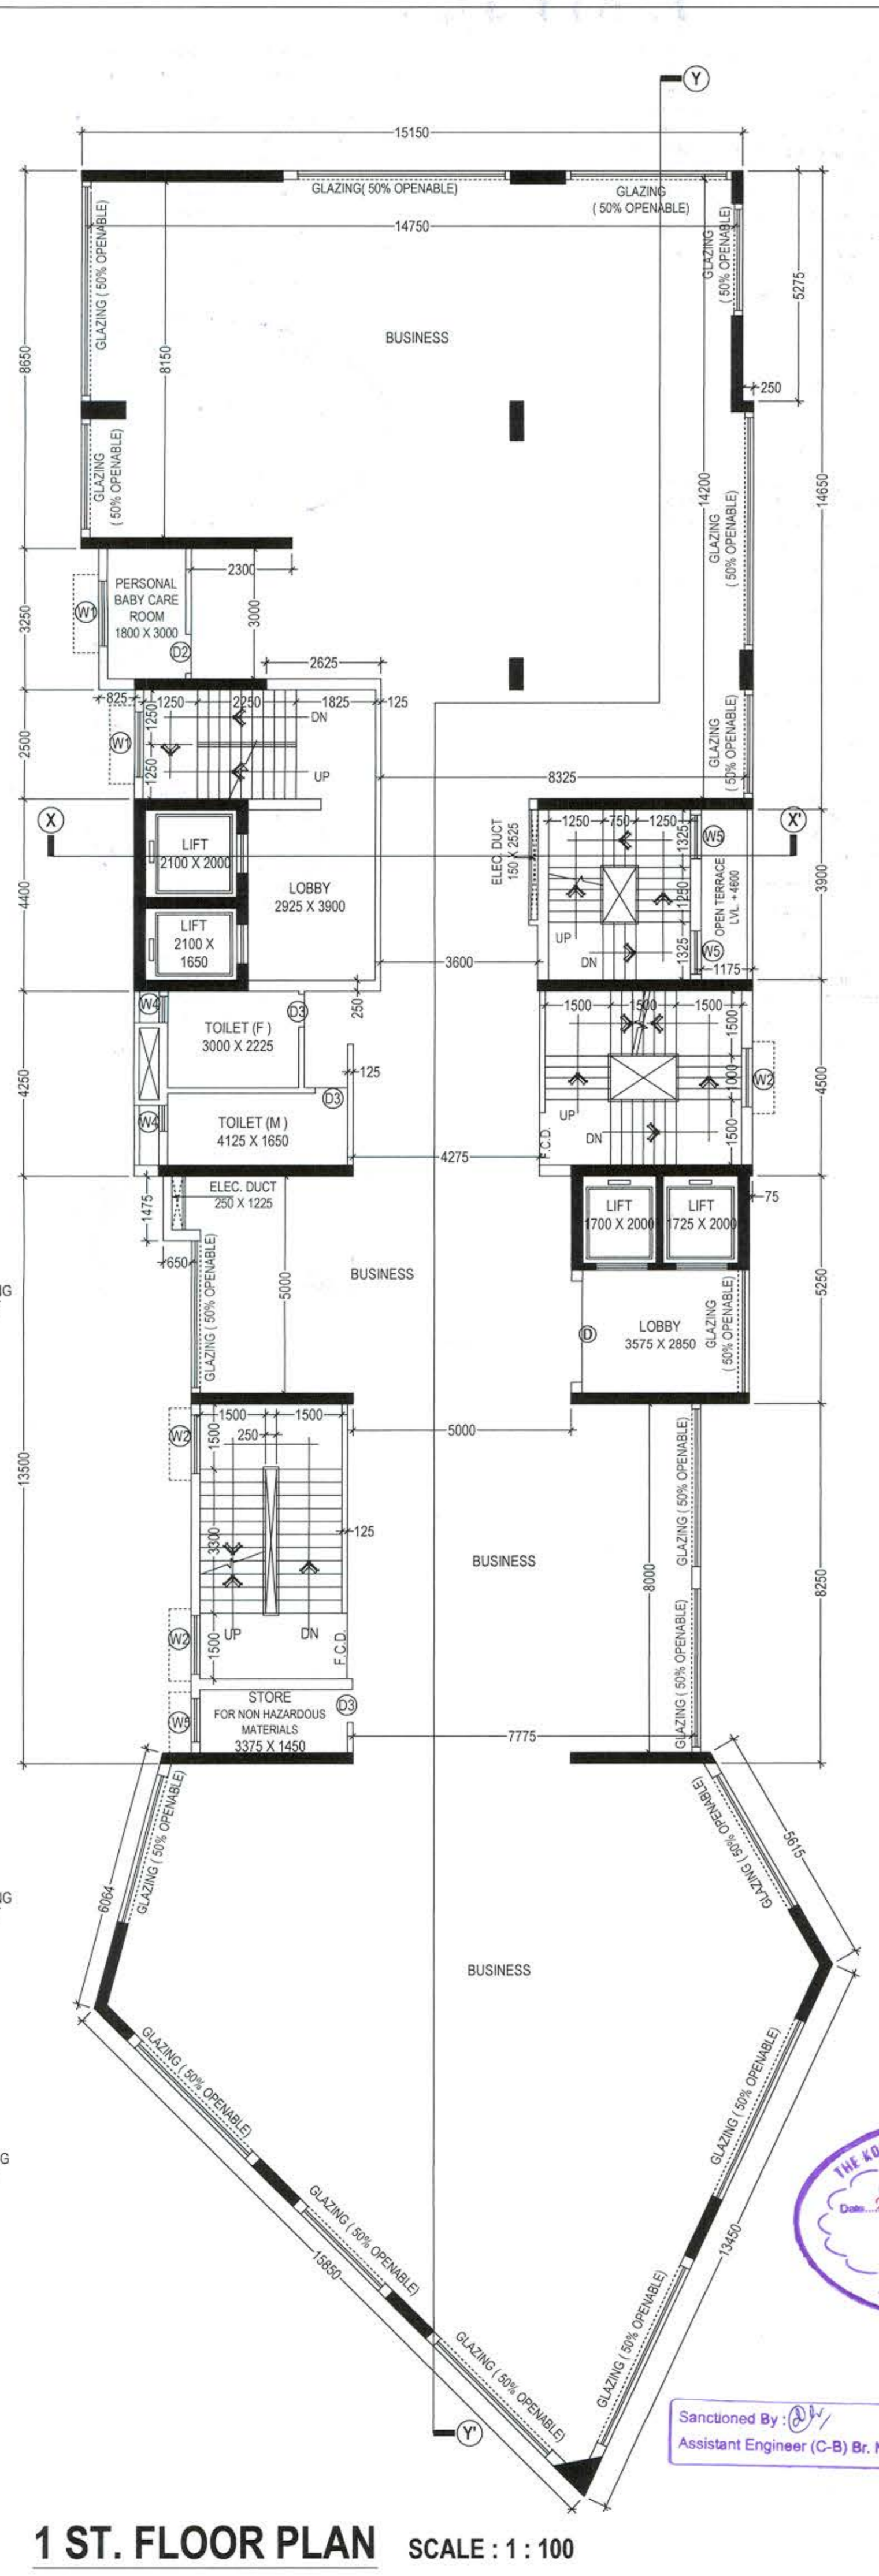 Y
15150
GLAZING( 50% OPENABLE)
GLAZING
( 50% OPENABLE)
14750
GLAZING ( 50% OPENABLE)
GLAZING
( 50% OPENABLE)
5275
BUSINESS
8650
8150
250
GLAZING
( 50% OPENABLE)
14200
14650
GLAZING
( 50% OPENABLE)
2300
PERSONAL
BABY CARE
ROOM
1800 X 3000
W1
D2
3250
3000
2625
825
1250
2250
1825
125
DN
UP
W1
1250
1250
2500
GLAZING
( 50% OPENABLE)
8325
X
X'
LIFT
2100 X 2000
ELEC. DUCT
150 X 2525
1250
750
1250
1325
W5
OPEN TERRACE
LVL. + 4600
3900
4400
LOBBY
2925 X 3900
1250
LIFT
2100 X
1650
UP
DN
1325
W5
1175
3600
250
W4
D3
TOILET (F )
3000 X 2225
1500
1500
1500
1500
125
4250
1000
W2
4500
W4
D3
TOILET (M )
4125 X 1650
UP
DN
1500
F.C.D.
4275
ELEC. DUCT
250 X 1225
1475
650
LIFT
1700 X 2000
LIFT
1725 X 2000
75
GLAZING ( 50% OPENABLE)
5000
BUSINESS
5250
D
LOBBY
3575 X 2850
GLAZING
( 50% OPENABLE)
NG
1500
1500
250
1500
W2
5000
13500
GLAZING ( 50% OPENABLE)
3300
125
BUSINESS
8000
8250
W2
UP
DN
1500
F.C.D.
GLAZING ( 50% OPENABLE)
STORE
FOR NON HAZARDOUS
MATERIALS
3375 X 1450
W5
D3
7775
GLAZING ( 50% OPENABLE)
GLAZING ( 50% OPENABLE)
5615
6064
NG
BUSINESS
GLAZING ( 50% OPENABLE)
GLAZING ( 50% OPENABLE)
NG
GLAZING ( 50% OPENABLE)
15850
13450
GLAZING ( 50% OPENABLE)
GLAZING ( 50% OPENABLE)
THE KO
Date
Y'
Sanctioned By :
Assistant Engineer (C-B) Br.
1 ST. FLOOR PLAN SCALE : 1 : 100